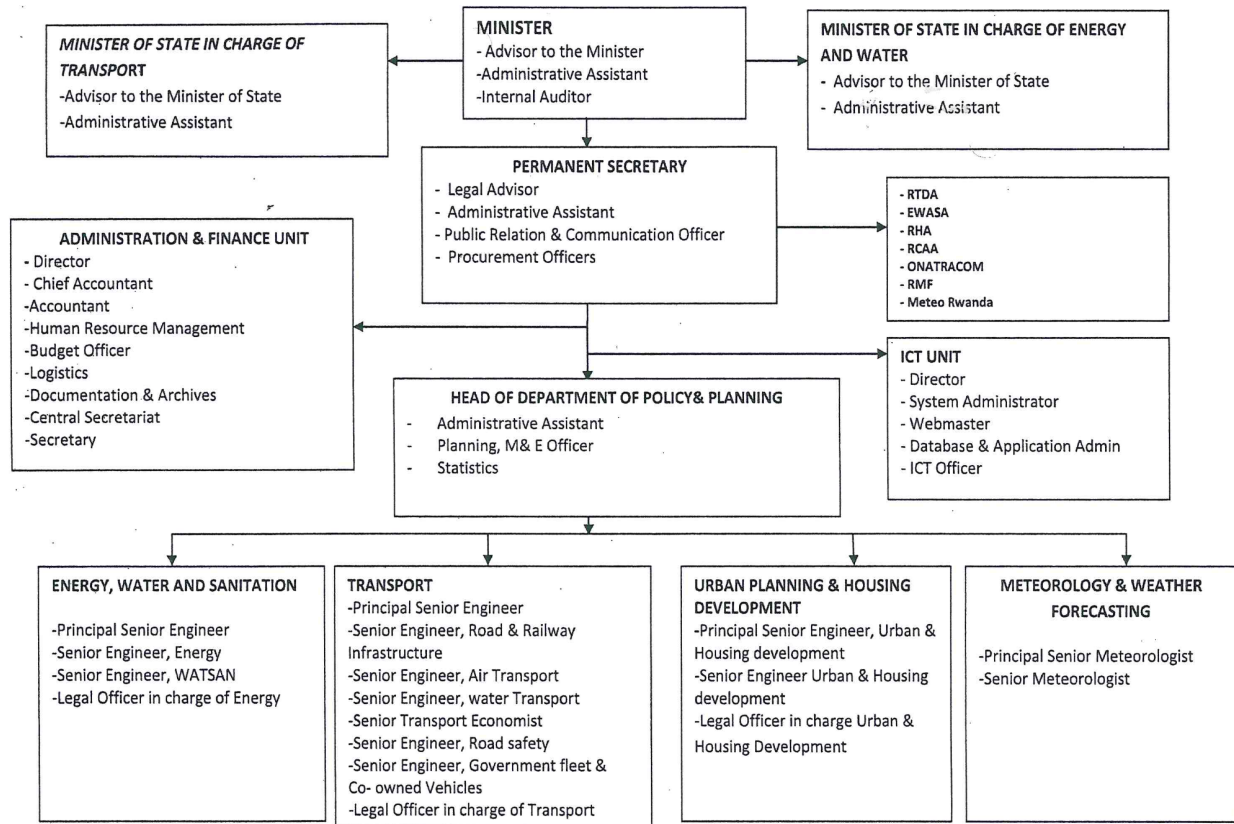 MINISTER OF STATE IN CHARGE OF
TRANSPORT
-Advisor to the Minister of State
-Administrative Assistant
MINISTER
- Advisor to the Minister
-Administrative Assistant
-Internal Auditor
MINISTER OF STATE IN CHARGE OF ENERGY
AND WATER
- Advisor to the Minister of State
- Administrative Assistant
PERMANENT SECRETARY
- Legal Advisor
- Administrative Assistant
- Public Relation & Communication Officer
- Procurement Officers
- RTDA
- EWASA
- RHA
- RCAA
- ONATRACOM
- RMF
- Meteo Rwanda
ADMINISTRATION & FINANCE UNIT
- Director
- Chief Accountant
-Accountant
-Human Resource Management
-Budget Officer
-Logistics
-Documentation & Archives
-Central Secretariat
-Secretary
ICT UNIT
- Director
- System Administrator
- Webmaster
- Database & Application Admin
- ICT Officer
HEAD OF DEPARTMENT OF POLICY& PLANNING
- Administrative Assistant
- Planning, M& E Officer
- Statistics
ENERGY, WATER AND SANITATION
-Principal Senior Engineer
-Senior Engineer, Energy
-Senior Engineer, WATSAN
-Legal Officer in charge of Energy
TRANSPORT
-Principal Senior Engineer
-Senior Engineer, Road & Railway
Infrastructure
-Senior Engineer, Air Transport
-Senior Engineer, water Transport
-Senior Transport Economist
-Senior Engineer, Road safety
-Senior Engineer, Government fleet &
Co- owned Vehicles
-Legal Officer in charge of Transport
URBAN PLANNING & HOUSING
DEVELOPMENT
-Principal Senior Engineer, Urban &
Housing development
-Senior Engineer Urban & Housing
development
-Legal Officer in charge Urban &
Housing Development
METEOROLOGY & WEATHER
FORECASTING
-Principal Senior Meteorologist
-Senior Meteorologist